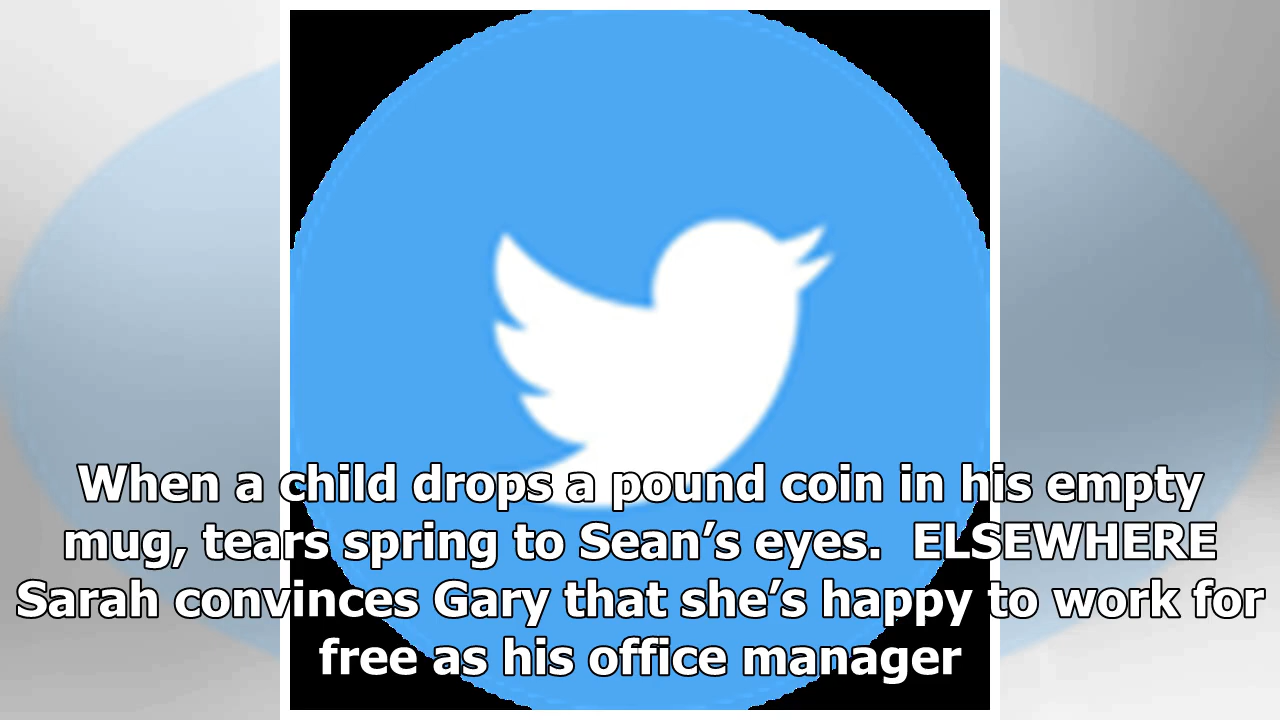 When a child drops a pound coin in his empty
mug, tears spring to Sean’s eyes.  ELSEWHERE
Sarah convinces Gary that she’s happy to work for
free as his office manager